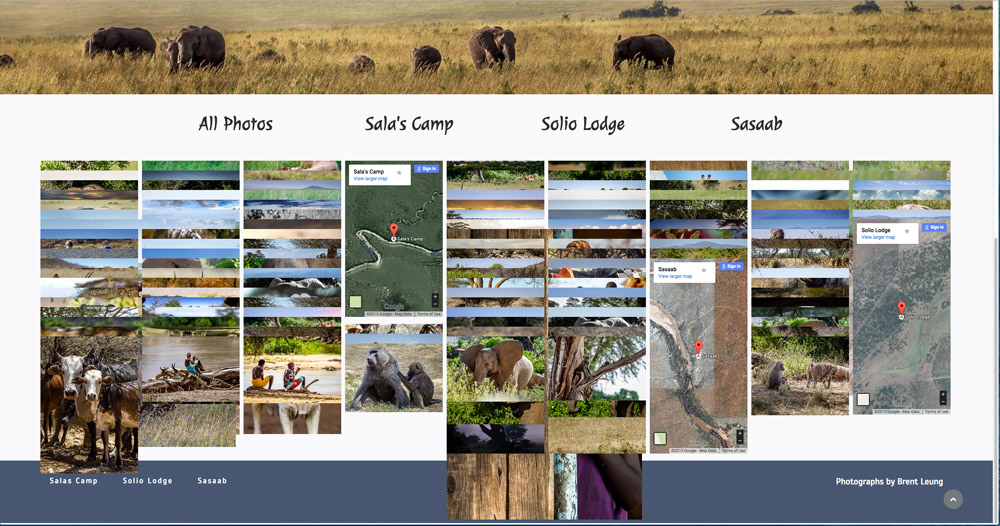 All Photos Sala's Camp Solio Lodge Sasaab
Sala's Camp
View larger map
Sign in
Sala's Camp
Google
©2015 Google - Map Data Terms of Use
Solio Lodge
View larger map
Sign in
Solio Lodge
©2015 Google - Map Data Terms of Use
Sasaab
View larger map
Sign in
©2015 Google - Map Data Terms of Use
Salas Camp Solio Lodge Sasaab
Photographs by Brent Leung